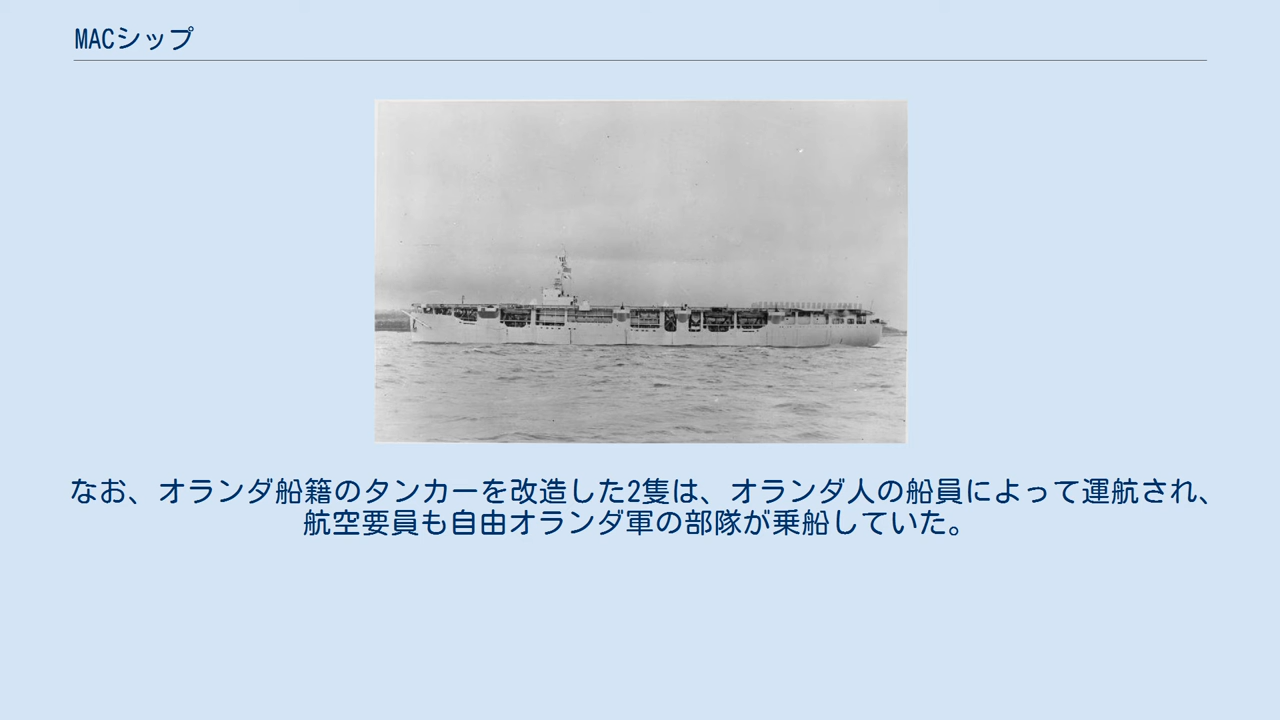 MACシップ
なお、オランダ船籍のタンカーを改造した2隻は、オランダ人の船員によって運航され、
航空要員も自由オランダ軍の部隊が乗船していた。